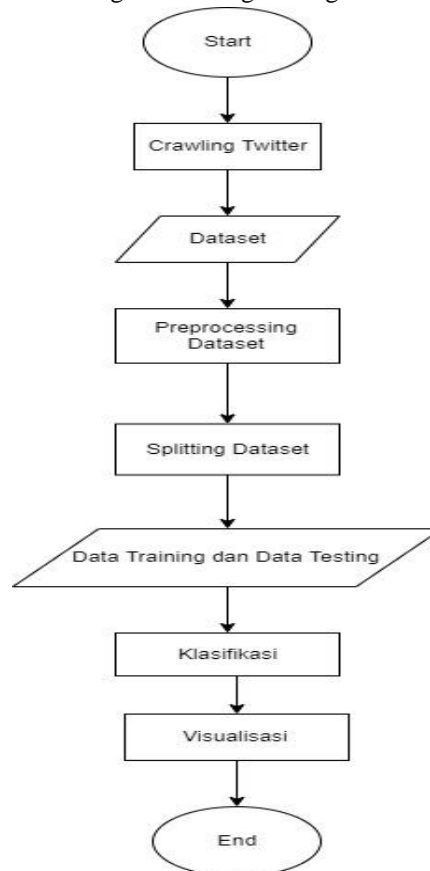 Start
Crawling Twitter
Dataset
Preprocessing
Dataset
Splitting Dataset
Data Training dan Data Testing
Klasifikasi
Visualisasi
End